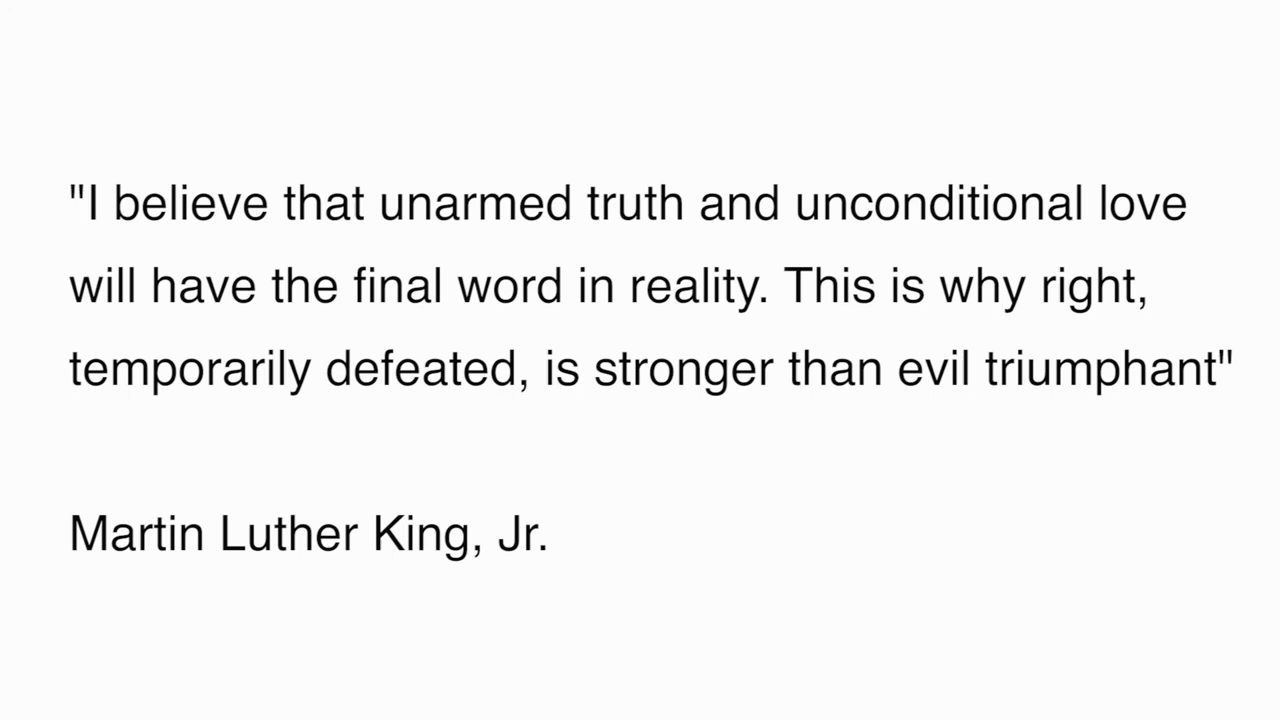 "I believe that unarmed truth and unconditional love
will have the final word in reality. This is why right,
temporarily defeated, is stronger than evil triumphant"
Martin Luther King, Jr.